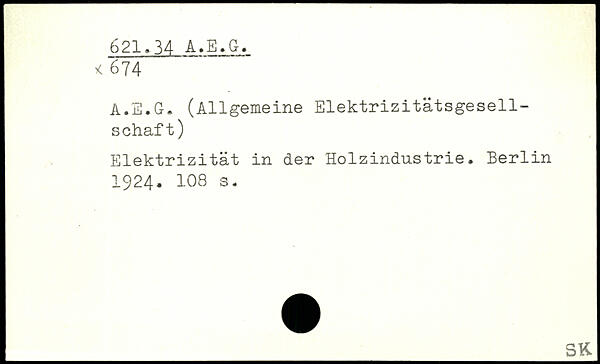 621.34 A.E.G.
x 674
A.E.G. (Allgemeine Elektrizitätsgesell-
schaft)
Elektrizität in der Holzindustrie. Berlin
1924. 108 s.
SK